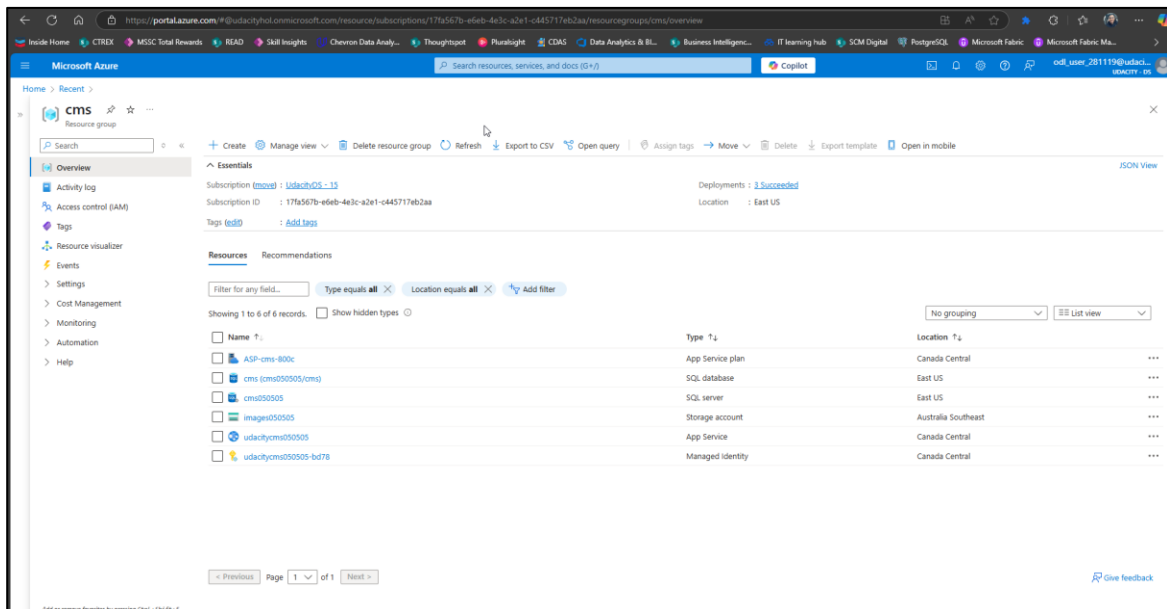 https://portal.azure.com/#@udacityhol.onmicrosoft.com/resource/subscriptions/17fa567b-e6eb-4e3c-a2e1-c445717eb2aa/resourcegroups/cms/overview
Inside Home CTREX MSSC Total Rewards READ Skill Insights Chevron Data Analy... Thoughtspot Pluralsight CDAS Data Analytics & BI... Business Intelligenc... IT learning hub SCM Digital PostgreSQL Microsoft Fabric Microsoft Fabric Ma...
Microsoft Azure Search resources, services, and docs (G+/) Copilot odl_user_281119@udaci...
UDACITY - DS
Home > Recent >
cms
Resource group
Search
Create Manage view Delete resource group Refresh Export to CSV Open query Assign tags Move Delete Export template Open in mobile
Overview
Activity log
Access control (IAM)
Tags
Resource visualizer
Events
Settings
Cost Management
Monitoring
Automation
Help
Essentials JSON View
Subscription (move) : UdacityDS - 15 Deployments : 3 Succeeded
Subscription ID : 17fa567b-e6eb-4e3c-a2e1-c445717eb2aa Location : East US
Tags (edit) : Add tags
Resources Recommendations
Filter for any field... Type equals all Location equals all Add filter
Showing 1 to 6 of 6 records. Show hidden types No grouping List view
Name Type Location
ASP-cms-800c App Service plan Canada Central
cms (cms050505/cms) SQL database East US
cms050505 SQL server East US
images050505 Storage account Australia Southeast
udacitycms050505 App Service Canada Central
udacitycms050505-bd78 Managed Identity Canada Central
< Previous Page 1 of 1 Next > Give feedback